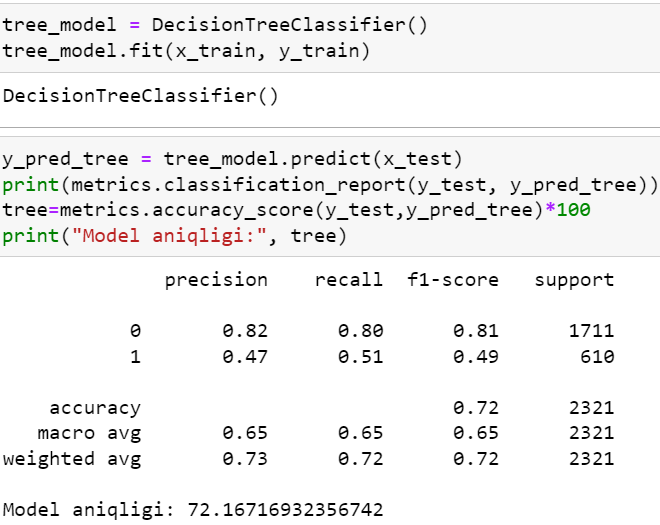 tree_model = DecisionTreeClassifier()
tree_model.fit(x_train, y_train)
DecisionTreeClassifier()
y_pred_tree = tree_model.predict(x_test)
print(metrics.classification_report(y_test, y_pred_tree))
tree=metrics.accuracy_score(y_test,y_pred_tree)*100
print("Model aniqligi:", tree)
precision recall f1-score support
0 0.82 0.80 0.81 1711
1 0.47 0.51 0.49 610
accuracy 0.72 2321
macro avg 0.65 0.65 0.65 2321
weighted avg 0.73 0.72 0.72 2321
Model aniqligi: 72.16716932356742